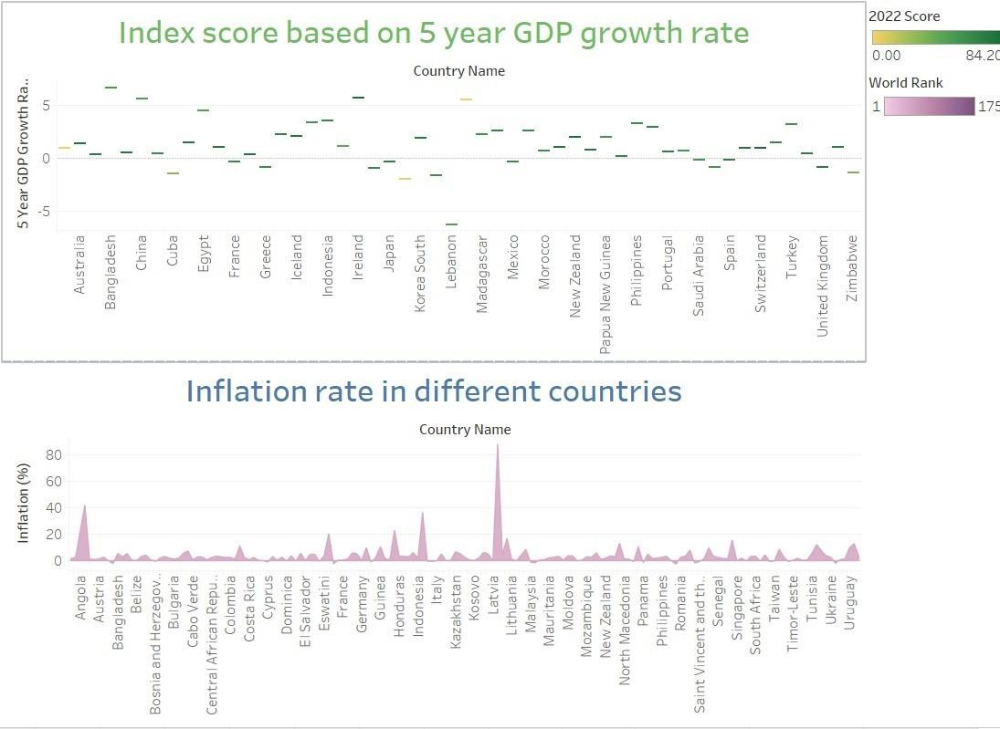 Index score based on 5 year GDP growth rate
Country Name
5 Year GDP Growth Ra..
5
0
-5
Australia
Bangladesh
China
Cuba
Egypt
France
Greece
Iceland
Indonesia
Ireland
Japan
Korea South
Lebanon
Madagascar
Mexico
Morocco
New Zealand
Papua New Guinea
Philippines
Portugal
Saudi Arabia
Spain
Switzerland
Turkey
United Kingdom
Zimbabwe
2022 Score
0.00 84.20
World Rank
1 175
Inflation rate in different countries
Country Name
Inflation (%)
80
60
40
20
0
Angola
Austria
Bangladesh
Belize
Bosnia and Herzegov..
Bulgaria
Cabo Verde
Central African Repu..
Colombia
Costa Rica
Cyprus
Dominica
El Salvador
Eswatini
France
Germany
Guinea
Honduras
Indonesia
Italy
Kazakhstan
Kosovo
Latvia
Lithuania
Malaysia
Mauritania
Moldova
Mozambique
New Zealand
North Macedonia
Panama
Philippines
Romania
Saint Vincent and th..
Senegal
Singapore
South Africa
Taiwan
Timor-Leste
Tunisia
Ukraine
Uruguay